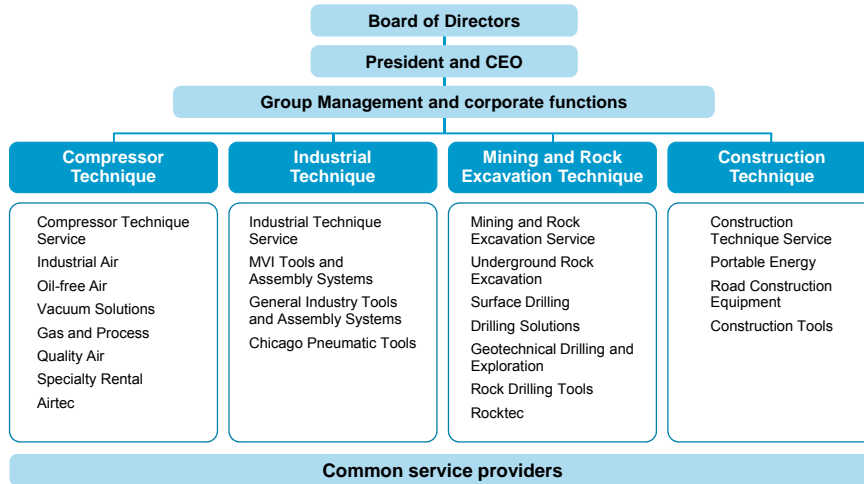 Board of Directors
President and CEO
Group Management and corporate functions
Compressor
Technique
Industrial
Technique
Mining and Rock
Excavation Technique
Construction
Technique
Compressor Technique
Service
Industrial Air
Oil-free Air
Vacuum Solutions
Gas and Process
Quality Air
Specialty Rental
Airtec
Industrial Technique
Service
MVI Tools and
Assembly Systems
General Industry Tools
and Assembly Systems
Chicago Pneumatic Tools
Mining and Rock
Excavation Service
Underground Rock
Excavation
Surface Drilling
Drilling Solutions
Geotechnical Drilling and
Exploration
Rock Drilling Tools
Rocktec
Construction
Technique Service
Portable Energy
Road Construction
Equipment
Construction Tools
Common service providers